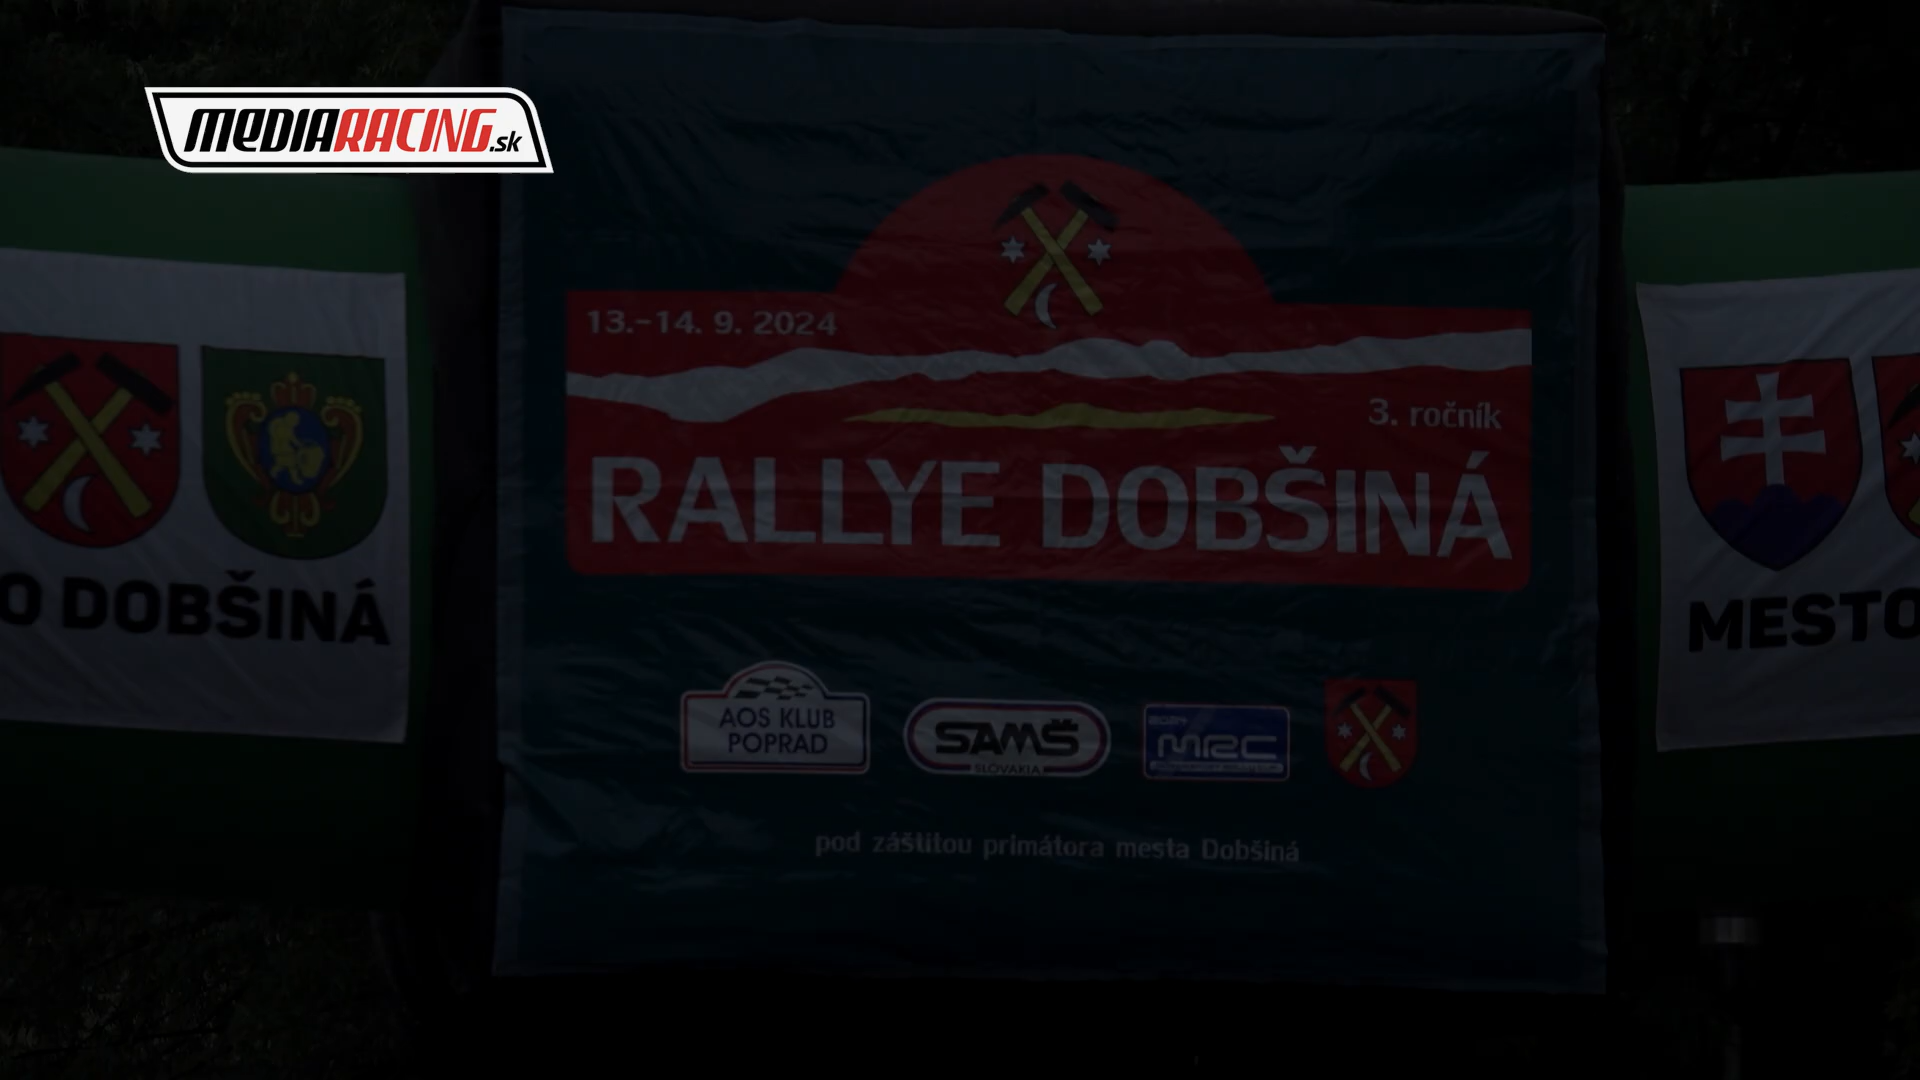 MEDIARACING.sk
13.-14. 9. 2024
3. ročník
RALLYE DOBŠINÁ
O DOBŠINÁ
MESTO
AOS KLUB
POPRAD
SAMŠ
SLOVAKIA
2024
MRC
pod záštitou primátora mesta Dobšiná